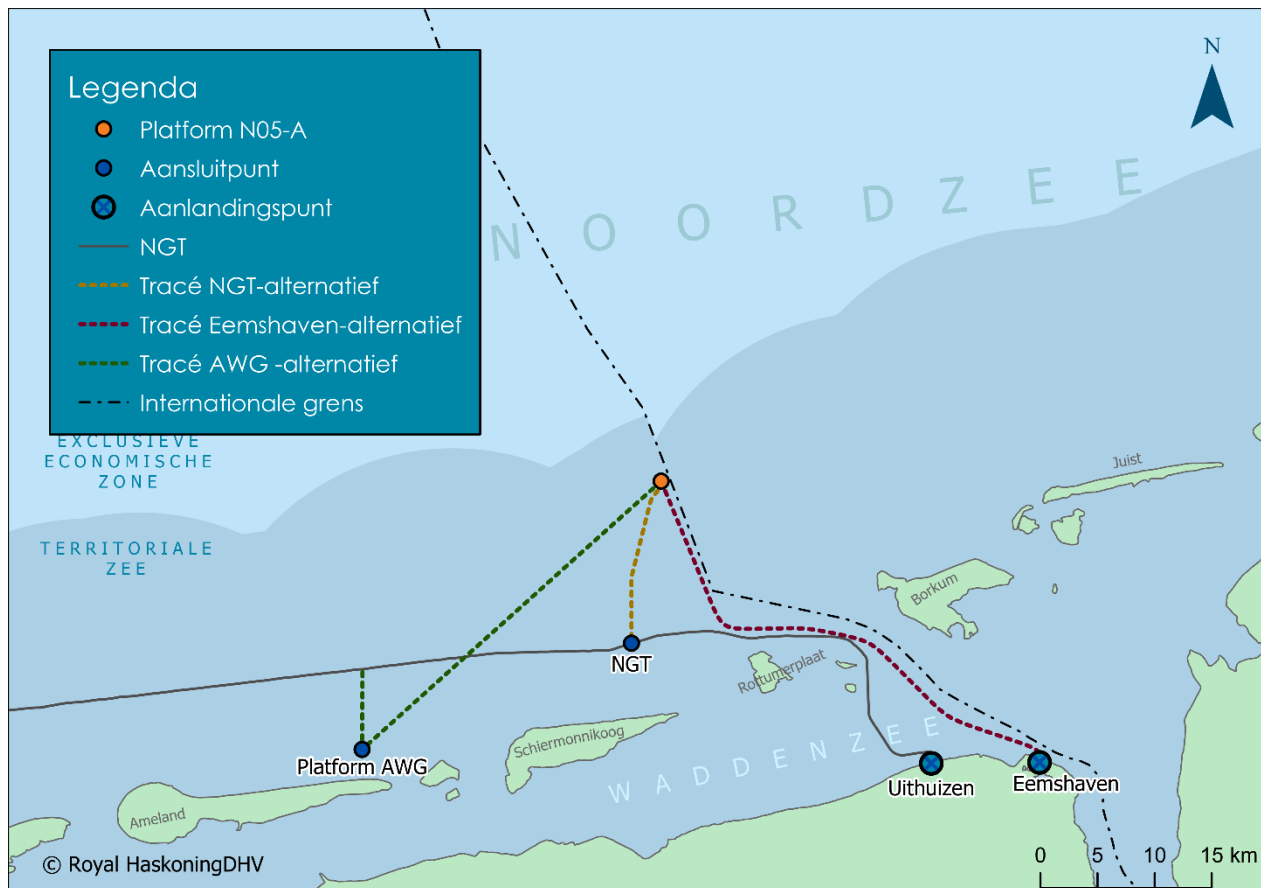 N
Legenda
Platform N05-A
Aansluitpunt
Aanlandingspunt
NGT
Tracé NGT-alternatief
Tracé Eemshaven-alternatief
Tracé AWG -alternatief
Internationale grens
NOORDZEE
EXCLUSIEVE
ECONOMISCHE
ZONE
TERRITORIALE
ZEE
Juist
Borkum
NGT
Rottumerplaat
Schiermonnikoog
Platform AWG
WADDENZEE
Uithuizen
Eemshaven
Ameland
© Royal HaskoningDHV
0 5 10 15 km